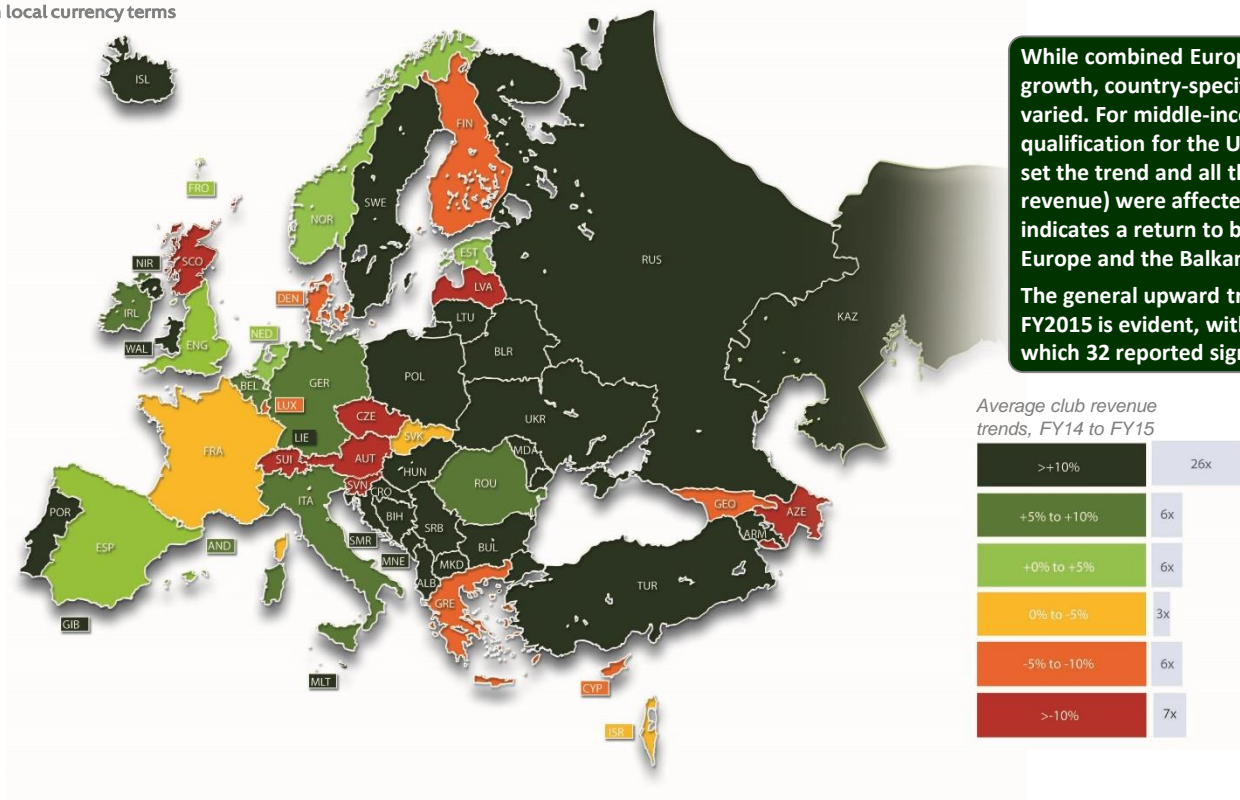 local currency terms
ISL
FIN
FRO
NOR
SWE
RUS
EST
NIR
SCO
LVA
DEN
LTU
IRL
KAZ
NED
WAL
ENG
BLR
BEL
GER
POL
LUX
CZE
UKR
LIE
SVK
FRA
SUI
AUT
MDA
HUN
SVN
CRO
ROU
ITA
GEO
AZE
POR
BIH
SRB
ARM
ESP
AND
SMR
BUL
MNE
MKD
ALB
TUR
GRE
GIB
MLT
CYP
ISR
While combined Europ
growth, country-specif
varied. For middle-inco
qualification for the U
set the trend and all th
revenue) were affecte
indicates a return to b
Europe and the Balkan
The general upward tr
FY2015 is evident, wit
which 32 reported sign
Average club revenue
trends, FY14 to FY15
>+10% 26x
+5% to +10% 6x
+0% to +5% 6x
0% to -5% 3x
-5% to -10% 6x
>-10% 7x